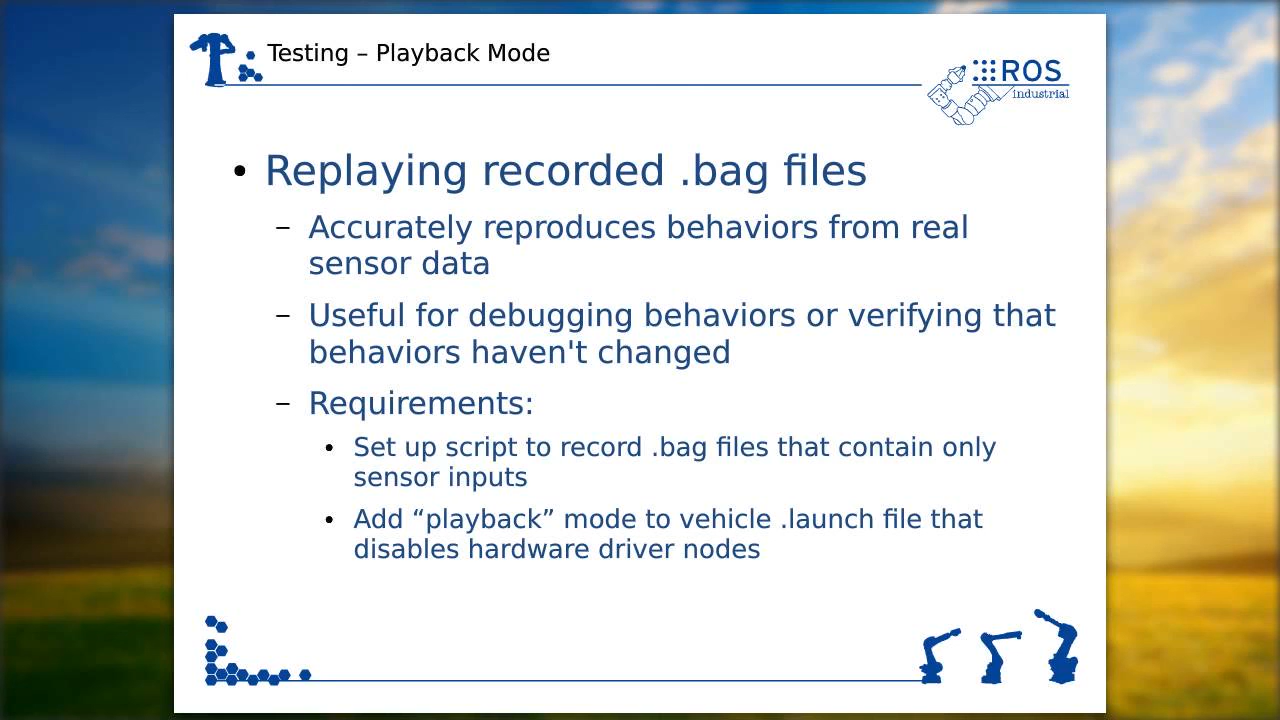 Testing – Playback Mode
ROS
industrial
• Replaying recorded .bag files
– Accurately reproduces behaviors from real
sensor data
– Useful for debugging behaviors or verifying that
behaviors haven't changed
– Requirements:
• Set up script to record .bag files that contain only
sensor inputs
• Add “playback” mode to vehicle .launch file that
disables hardware driver nodes